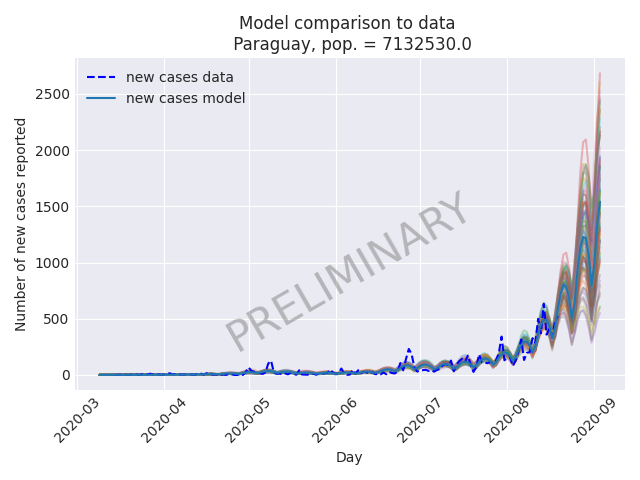 Model comparison to data
Paraguay, pop. = 7132530.0
new cases data
new cases model
Number of new cases reported
2500
2000
1500
1000
500
0
PRELIMINARY
2020-03
2020-04
2020-05
2020-06
2020-07
2020-08
2020-09
Day